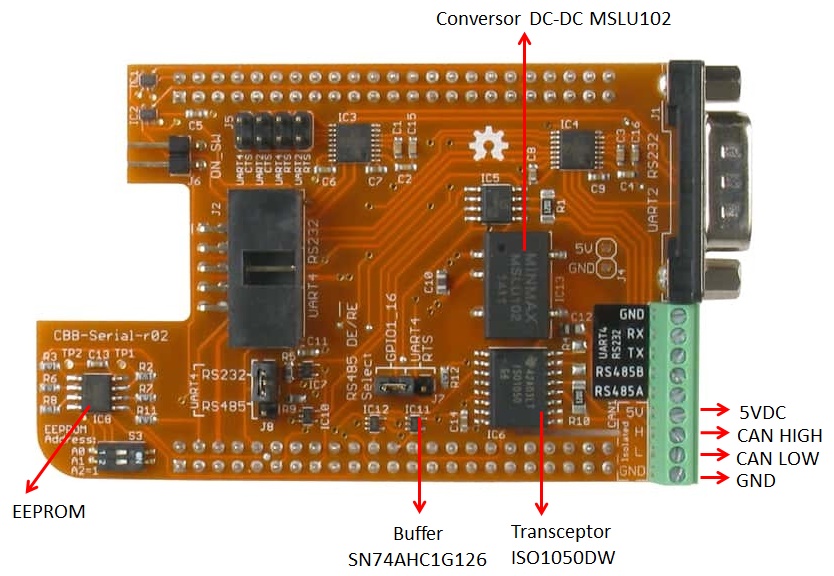 Conversor DC-DC MSLU102
IC1
IC2
C5
ON_SW
J6
J5
UART4 CTS
UART2 CTS
UART4 RTS
UART2 RTS
IC3
C1
C15
C6
C7
C2
IC4
C3
C16
C9
C4
C8
J1
UART2 RS232
J2
UART4 RS232
IC5
R1
5V
GND
J4
MINMAX
MSLU102
IC13
C10
C12
GND
RX
TX
RS485B
RS485A
UART4
RS232
CBB-Serial-r02
R3
TP2
C13
TP1
R2
R6
R7
R8
R11
IC8
EEPROM
Address:
A0
A1
A2=1
S3
C11
R5
IC7
RS232
UART4
RS485
R9
IC10
J8
RS485 DE/RE
Select
GPIO1_16
UART4
RTS
R12
J7
IC12
IC11
C14
IC6
ISO1050
R4
R10
CAN
Isolated
5V
H
L
GND
5VDC
CAN HIGH
CAN LOW
GND
EEPROM
Buffer
SN74AHC1G126
Transceptor
ISO1050DW